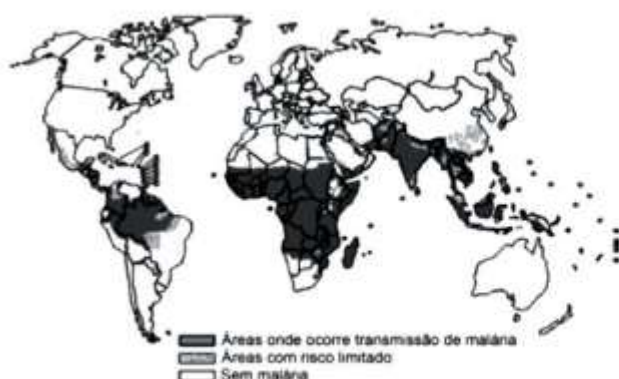 Áreas onde ocorre transmissão de malária
Áreas com risco limitado
Sem malária